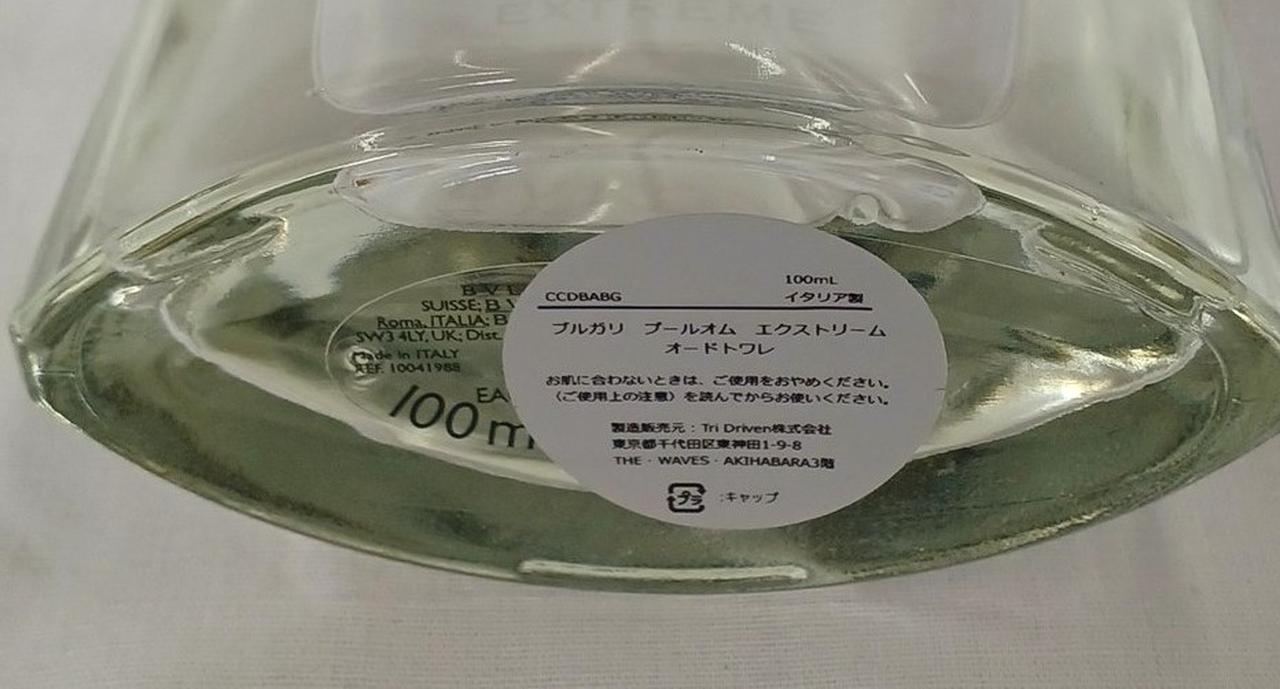 EXTREME
BVL
SUISSE; B V
Roma, ITALIA; B
SW3 4LY, UK; Dist.
Made in ITALY
REF. 10041988
EA
100 m
100mL
CCDBABG イタリア製
ブルガリ プールオム エクストリーム
オードトワレ
お肌に合わないときは、ご使用をおやめください。
（ご使用上の注意）を読んでからお使いください。
製造販売元：Tri Driven株式会社
東京都千代田区東神田1-9-8
THE・WAVES・AKIHABARA3階
プラ :キャップ